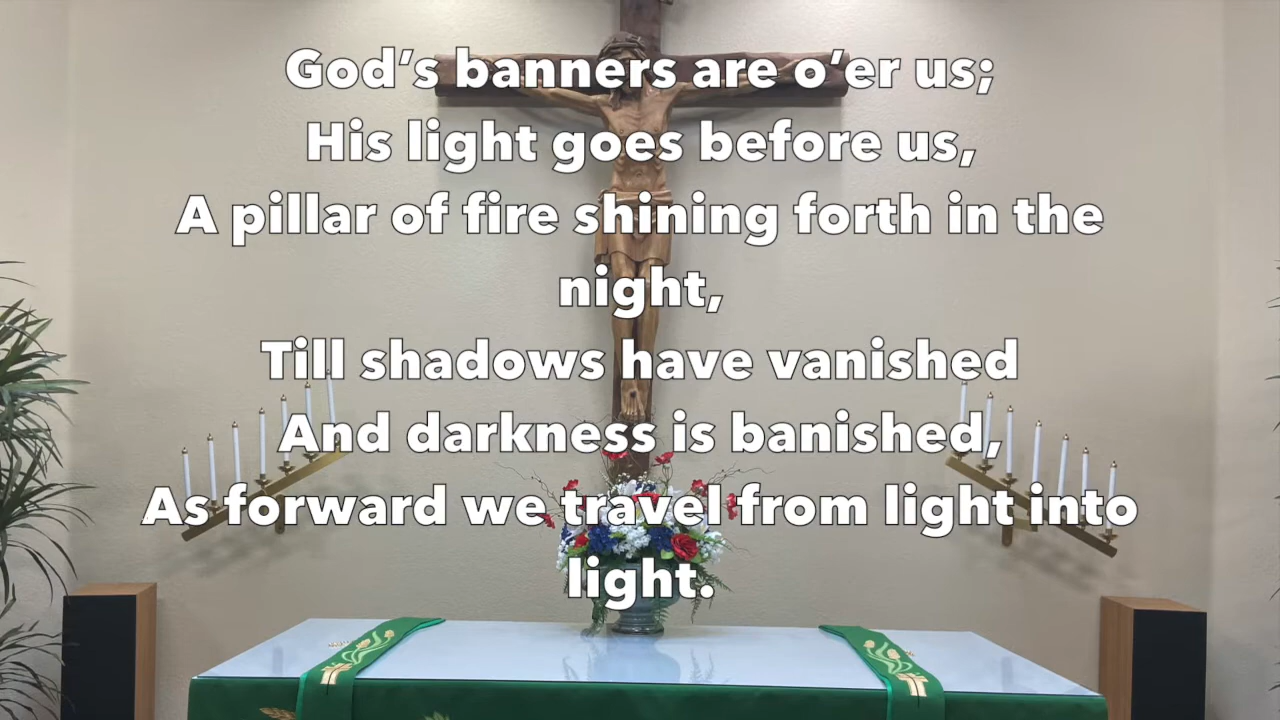 God’s banners are o’er us;
His light goes before us,
A pillar of fire shining forth in the
night,
Till shadows have vanished
And darkness is banished,
As forward we travel from light into
light.